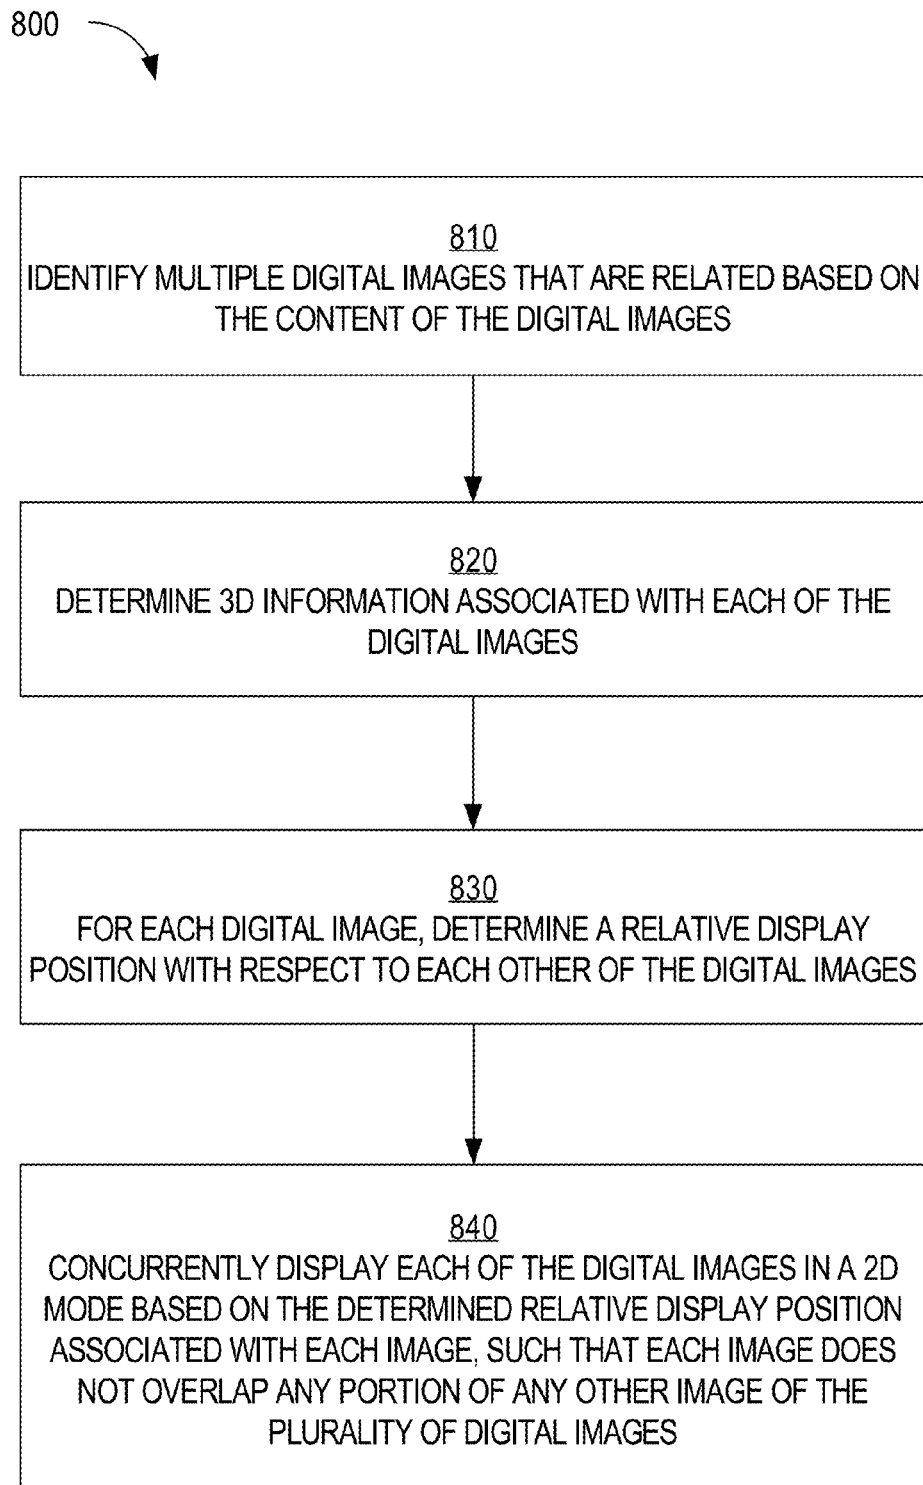 800
810
IDENTIFY MULTIPLE DIGITAL IMAGES THAT ARE RELATED BASED ON
THE CONTENT OF THE DIGITAL IMAGES
820
DETERMINE 3D INFORMATION ASSOCIATED WITH EACH OF THE
DIGITAL IMAGES
830
FOR EACH DIGITAL IMAGE, DETERMINE A RELATIVE DISPLAY
POSITION WITH RESPECT TO EACH OTHER OF THE DIGITAL IMAGES
840
CONCURRENTLY DISPLAY EACH OF THE DIGITAL IMAGES IN A 2D
MODE BASED ON THE DETERMINED RELATIVE DISPLAY POSITION
ASSOCIATED WITH EACH IMAGE, SUCH THAT EACH IMAGE DOES
NOT OVERLAP ANY PORTION OF ANY OTHER IMAGE OF THE
PLURALITY OF DIGITAL IMAGES